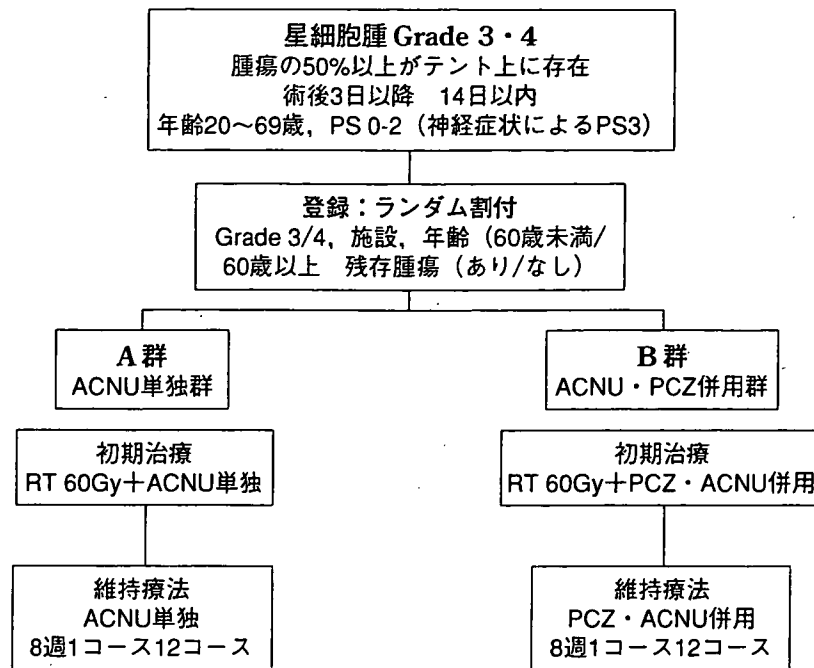 星細胞腫 Grade 3・4
腫瘍の50%以上がテント上に存在
術後3日以降 14日以内
年齢20～69歳，PS 0-2（神経症状によるPS3）
登録：ランダム割付
Grade 3/4，施設，年齢（60歳未満/
60歳以上 残存腫瘍（あり/なし）
A群
ACNU単独群
B群
ACNU・PCZ併用群
初期治療
RT 60Gy＋ACNU単独
初期治療
RT 60Gy＋PCZ・ACNU併用
維持療法
ACNU単独
8週1コース12コース
維持療法
PCZ・ACNU併用
8週1コース12コース